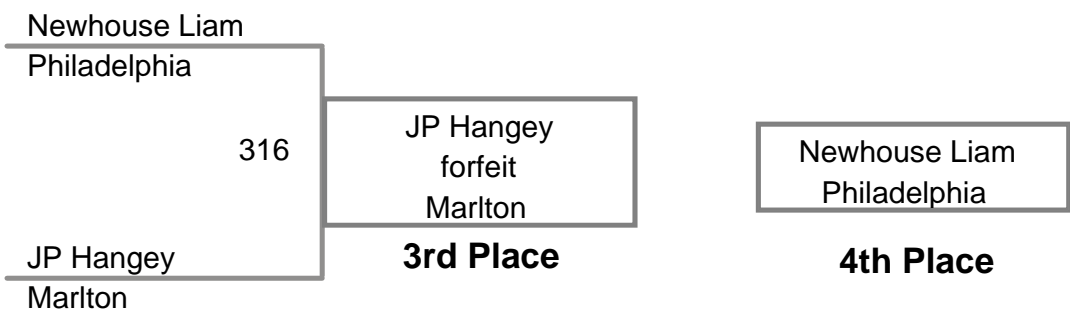 Newhouse Liam
Philadelphia
316
JP Hangey
Marlton
JP Hangey
forfeit
Marlton
3rd Place
Newhouse Liam
Philadelphia
4th Place